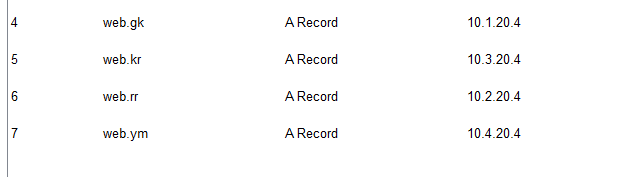 4 web.gk A Record 10.1.20.4
5 web.kr A Record 10.3.20.4
6 web.rr A Record 10.2.20.4
7 web.ym A Record 10.4.20.4